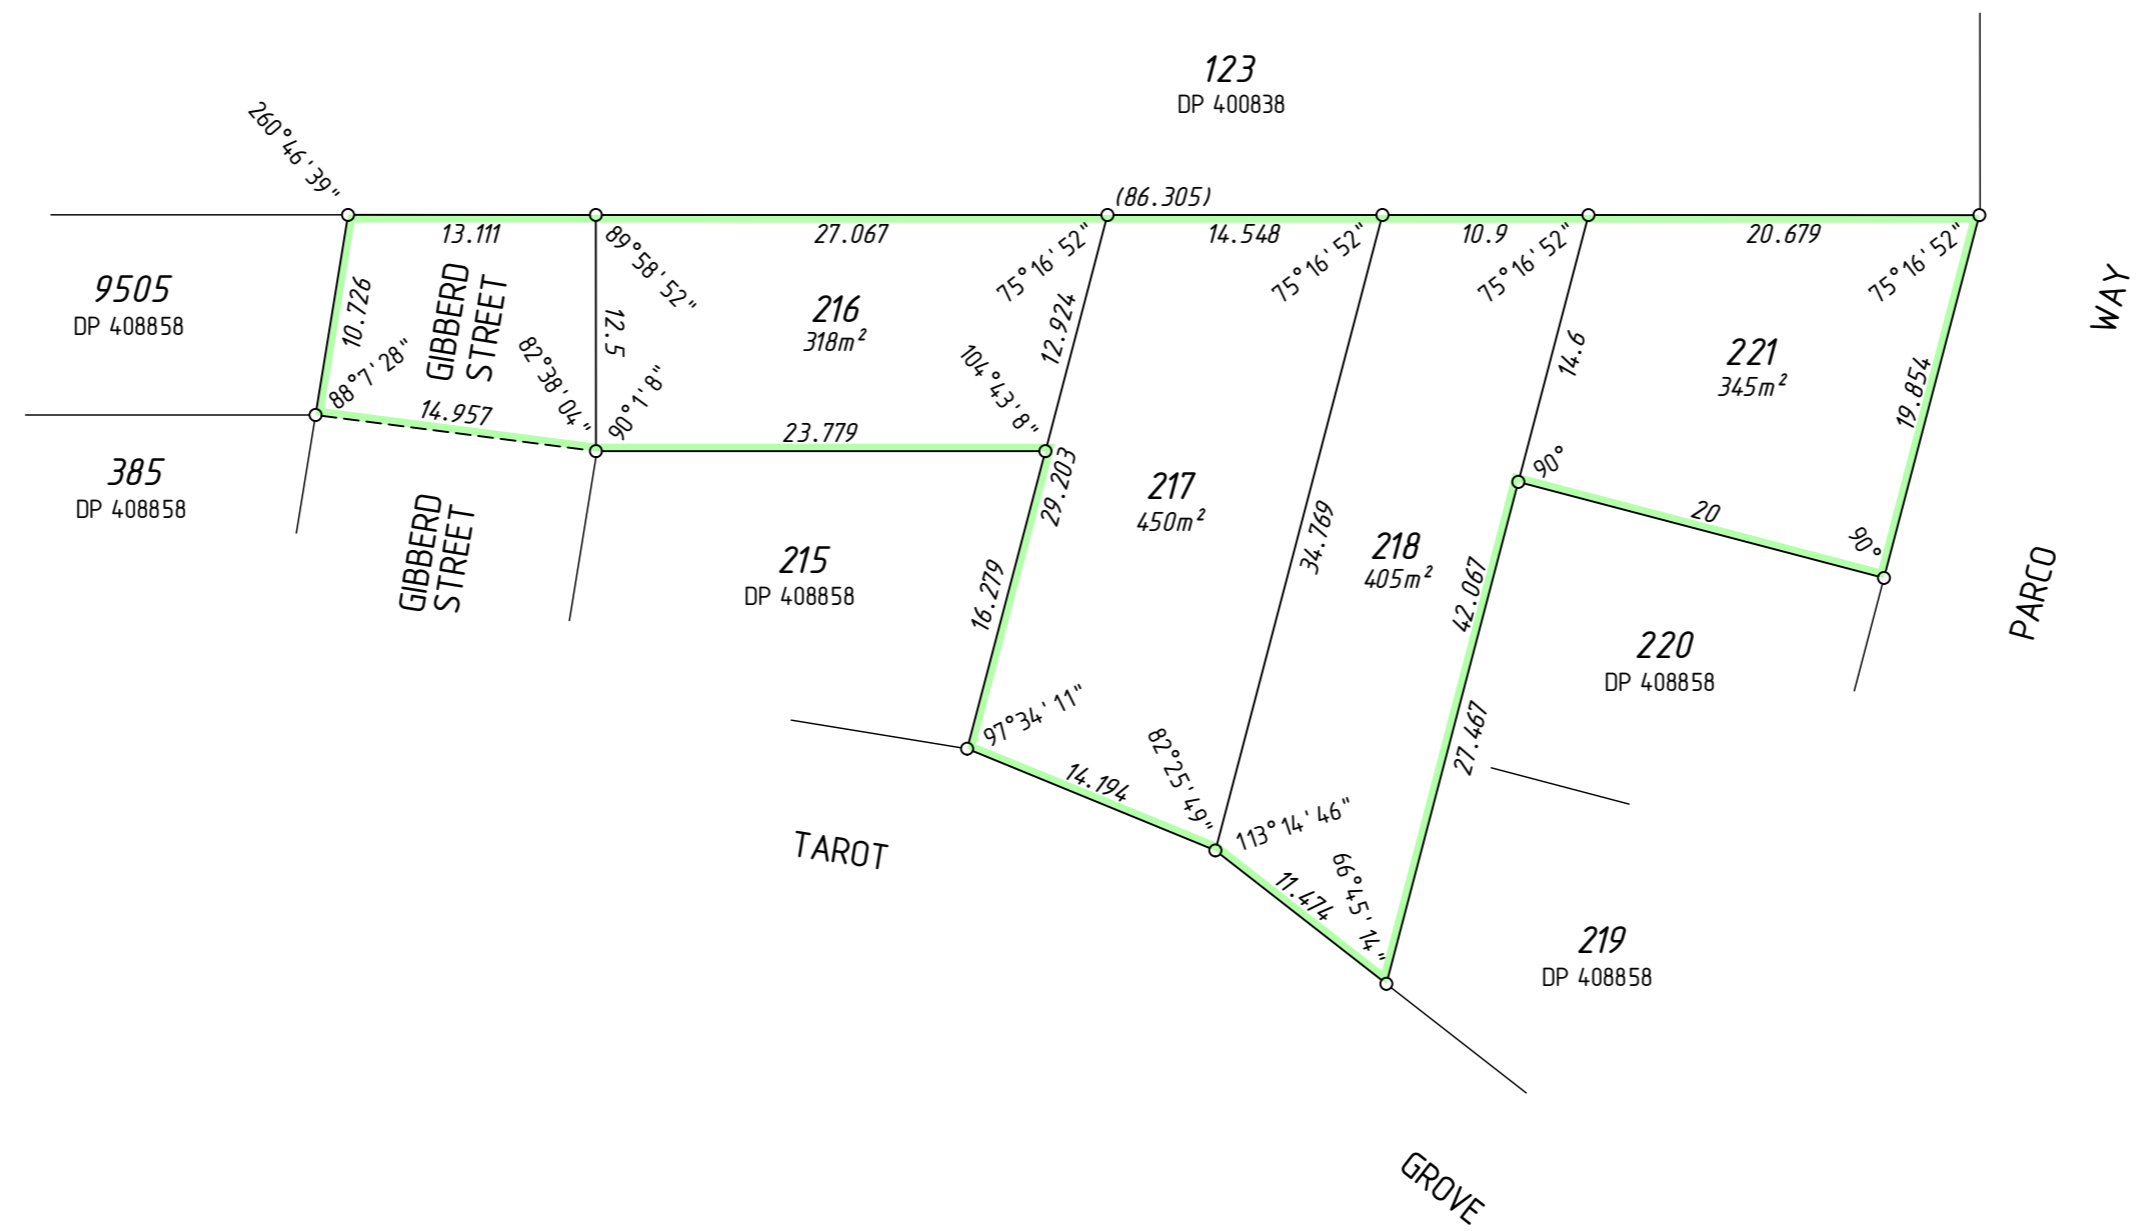 123
DP 400838
260°46'39"
(86.305)
13.111
27.067
14.548
10.9
20.679
89°58'52"
75°16'52"
75°16'52"
75°16'52"
75°16'52"
9505
DP 408858
10.726
GIBBERD
STREET
12.5
216
318m²
12.924
14.6
221
345m²
19.854
WAY
88°7'28"
82°38'04"
90°1'8"
104°43'8"
14.957
23.779
385
DP 408858
GIBBERD
STREET
215
DP 408858
29.203
16.279
217
450m²
34.769
218
405m²
42.067
90°
20
90°
PARCO
220
DP 408858
27.467
97°34'11"
82°25'49"
14.194
113°14'46"
66°45'14"
11.474
TAROT
219
DP 408858
GROVE